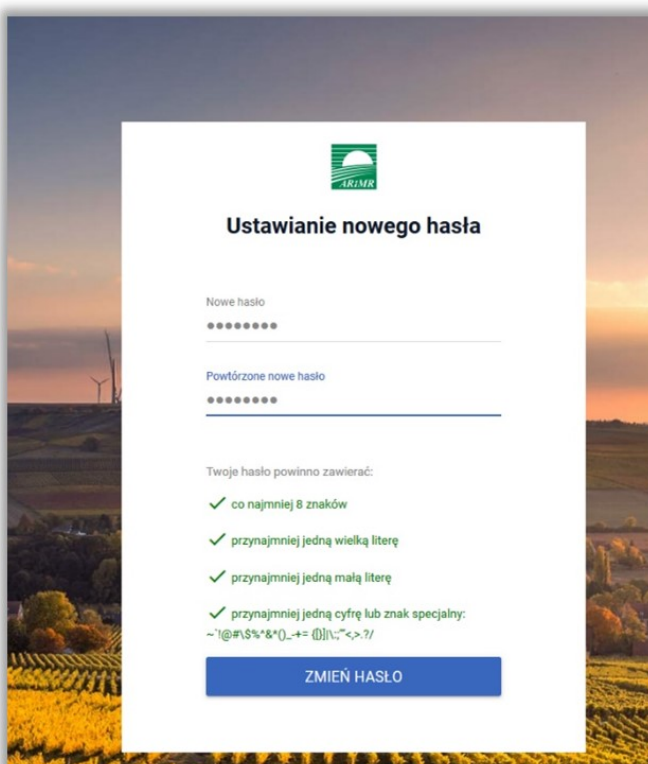 ARiMR
Ustawianie nowego hasła
Nowe hasło
Powtórzone nowe hasło
Twoje hasło powinno zawierać:
co najmniej 8 znaków
przynajmniej jedną wielką literę
przynajmniej jedną małą literę
przynajmniej jedną cyfrę lub znak specjalny:
~`!@#\$%^&*()_-+= {[}]|\:;"'<,>.?/
ZMIEŃ HASŁO